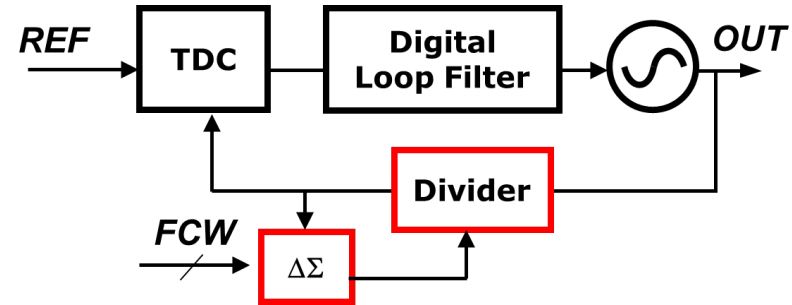 REF
TDC
Digital
Loop Filter
OUT
Divider
FCW
ΔΣ